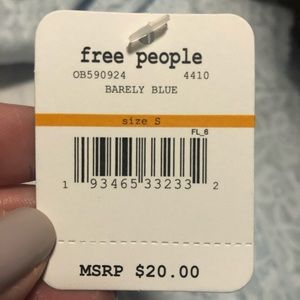 free people
OB590924 4410
BARELY BLUE
size S
FL_6
1 93465 33233 2
MSRP $20.00